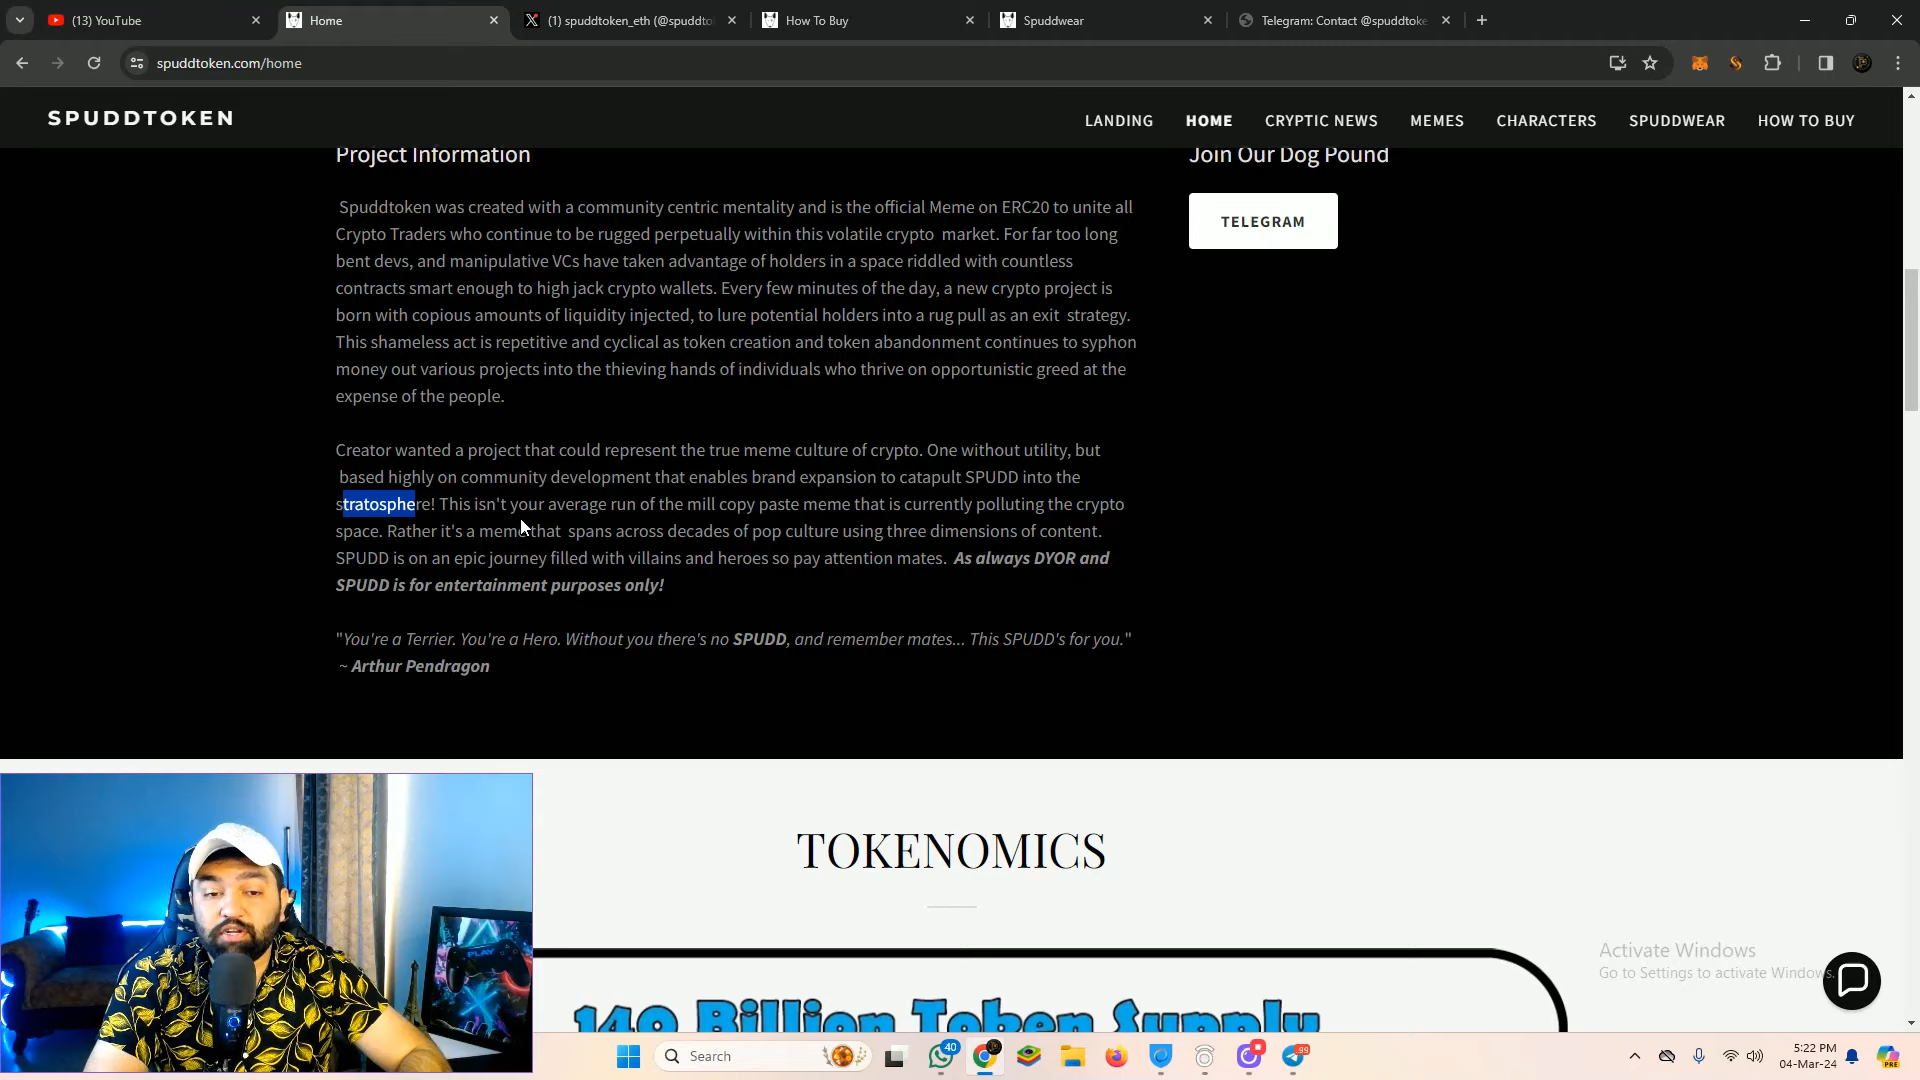 (13) YouTube
Home
(1) spuddtoken_eth (@spuddto
How To Buy
Spuddwear
Telegram: Contact @spuddtoke
spuddtoken.com/home
SPUDDTOKEN
LANDING
HOME
CRYPTIC NEWS
MEMES
CHARACTERS
SPUDDWEAR
HOW TO BUY
Project Information
Spuddtoken was created with a community centric mentality and is the official Meme on ERC20 to unite all
Crypto Traders who continue to be rugged perpetually within this volatile crypto market. For far too long
bent devs, and manipulative VCs have taken advantage of holders in a space riddled with countless
contracts smart enough to high jack crypto wallets. Every few minutes of the day, a new crypto project is
born with copious amounts of liquidity injected, to lure potential holders into a rug pull as an exit strategy.
This shameless act is repetitive and cyclical as token creation and token abandonment continues to syphon
money out various projects into the thieving hands of individuals who thrive on opportunistic greed at the
expense of the people.
Creator wanted a project that could represent the true meme culture of crypto. One without utility, but
based highly on community development that enables brand expansion to catapult SPUDD into the
stratosphere! This isn't your average run of the mill copy paste meme that is currently polluting the crypto
space. Rather it's a meme that spans across decades of pop culture using three dimensions of content.
SPUDD is on an epic journey filled with villains and heroes so pay attention mates. As always DYOR and
SPUDD is for entertainment purposes only!
"You're a Terrier. You're a Hero. Without you there's no SPUDD, and remember mates... This SPUDD's for you."
~ Arthur Pendragon
Join Our Dog Pound
TELEGRAM
TOKENOMICS
140 Billion Token Supply
PLAY
Activate Windows
Go to Settings to activate Windows.
Search
40
99
5:22 PM
04-Mar-24
PRE